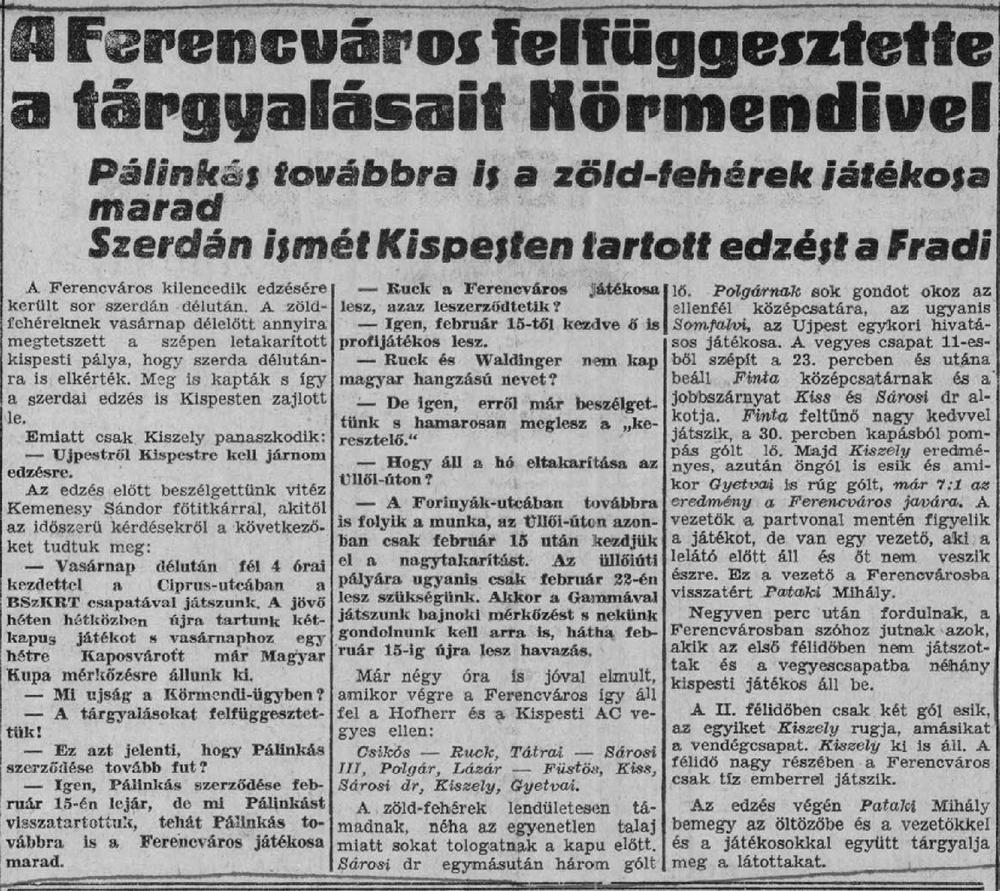 A Ferencváros felfüggesztette
a tárgyalásait Körmendivel
Pálinkás továbbra is a zöld-fehérek játékosa
marad
Szerdán ismét Kispesten tartott edzést a Fradi
A Ferencváros kilencedik edzésére
került sor szerdán délután. A zöld-
fehéreknek vasárnap délelőtt annyira
megtetszett a szépen letakarított
kispesti pálya, hogy szerda délután-
ra is elkérték. Meg is kapták s így
a szerdai edzés is Kispesten zajlott
le.
Emiatt csak Kiszely panaszkodik:
— Ujpestről Kispestre kell járnom
edzésre.
Az edzés előtt beszélgettünk vitéz
Kemenesy Sándor főtitkárral, akitől
az időszerű kérdésekről a következő-
ket tudtuk meg:
— Vasárnap délután fél 4 órai
kezdettel a Ciprus-utcában a
BSzKRT csapatával játszunk. A jövő
héten hétközben újra tartunk két-
kapus játékot s vasárnaphoz egy
hétre Kaposvárott már Magyar
Kupa mérkőzésre állunk ki.
— Mi ujság a Körmendi-ügyben?
— A tárgyalásokat felfüggesztet-
tük!
— Ez azt jelenti, hogy Pálinkás
szerződése tovább fut?
— Igen, Pálinkás szerződése feb-
ruár 15-én lejár, de mi Pálinkást
visszatartottuk, tehát Pálinkás to-
vábbra is a Ferencváros játékosa
marad.
— Ruck a Ferencváros játékosa
lesz, azaz leszerződtetik?
— Igen, február 15-től kezdve ő is
profijátékos lesz.
— Ruck és Waldinger nem kap
magyar hangzású nevet?
— De igen, erről már beszélget-
tünk s hamarosan meglesz a „ke-
resztelő."
— Hogy áll a hó eltakarítása az
Üllői-úton?
— A Forinyák-utcában továbbra
is folyik a munka, az Üllői-úton azon-
ban csak február 15 után kezdjük
el a nagytakarítást. Az üllőiúti
pályára ugyanis csak február 22-én
lesz szükségünk. Akkor a Gammával
játszunk bajnoki mérkőzést s nekünk
gondolnunk kell arra is, hátha feb-
ruár 15-ig újra lesz havazás.
Már négy óra is jóval elmult,
amikor végre a Ferencváros így áll
fel a Hofherr és a Kispesti AC ve-
gyes ellen:
Csikós — Ruck, Tátrai — Sárosi
III, Polgár, Lázár — Füstös, Kiss,
Sárosi dr, Kiszely, Gyetvai.
A zöld-fehérek lendületesen tá-
madnak, néha az egyenetlen talaj
miatt sokat tologatnak a kapu előtt.
Sárosi dr egymásután három gólt
lő. Polgárnak sok gondot okoz az
ellenfél középcsatára, az ugyanis
Somfalvi, az Ujpest egykori hivatá-
sos játékosa. A vegyes csapat 11-es-
ből szépít a 23. percben és utána
beáll Finta középcsatárnak és a
jobbszárnyat Kiss és Sárosi dr al-
kotja. Finta feltünő nagy kedvvel
játszik, a 30. percben kapásból pom-
pás gólt lő. Majd Kiszely eredmé-
nyes, azután öngól is esik és ami-
kor Gyetvai is rúg gólt, már 7:1 az
eredmény a Ferencváros javára. A
vezetők a partvonal mentén figyelik
a játékot, de van egy vezető, aki a
lelátó előtt áll és őt nem veszik
észre. Ez a vezető a Ferencvárosba
visszatért Pataki Mihály.
Negyven perc után fordulnak, a
Ferencvárosban szóhoz jutnak azok,
akik az első félidőben nem játszot-
tak és a vegyescsapatba néhány
kispesti játékos áll be.
A II. félidőben csak két gól esik,
az egyiket Kiszely rugja, amásikat
a vendégcsapat. Kiszely ki is áll. A
félidő nagy részében a Ferencváros
csak tíz emberrel játszik.
Az edzés végén Pataki Mihály
bemegy az öltözőbe és a vezetőkkel
és a játékosokkal együtt tárgyalja
meg a látottakat.